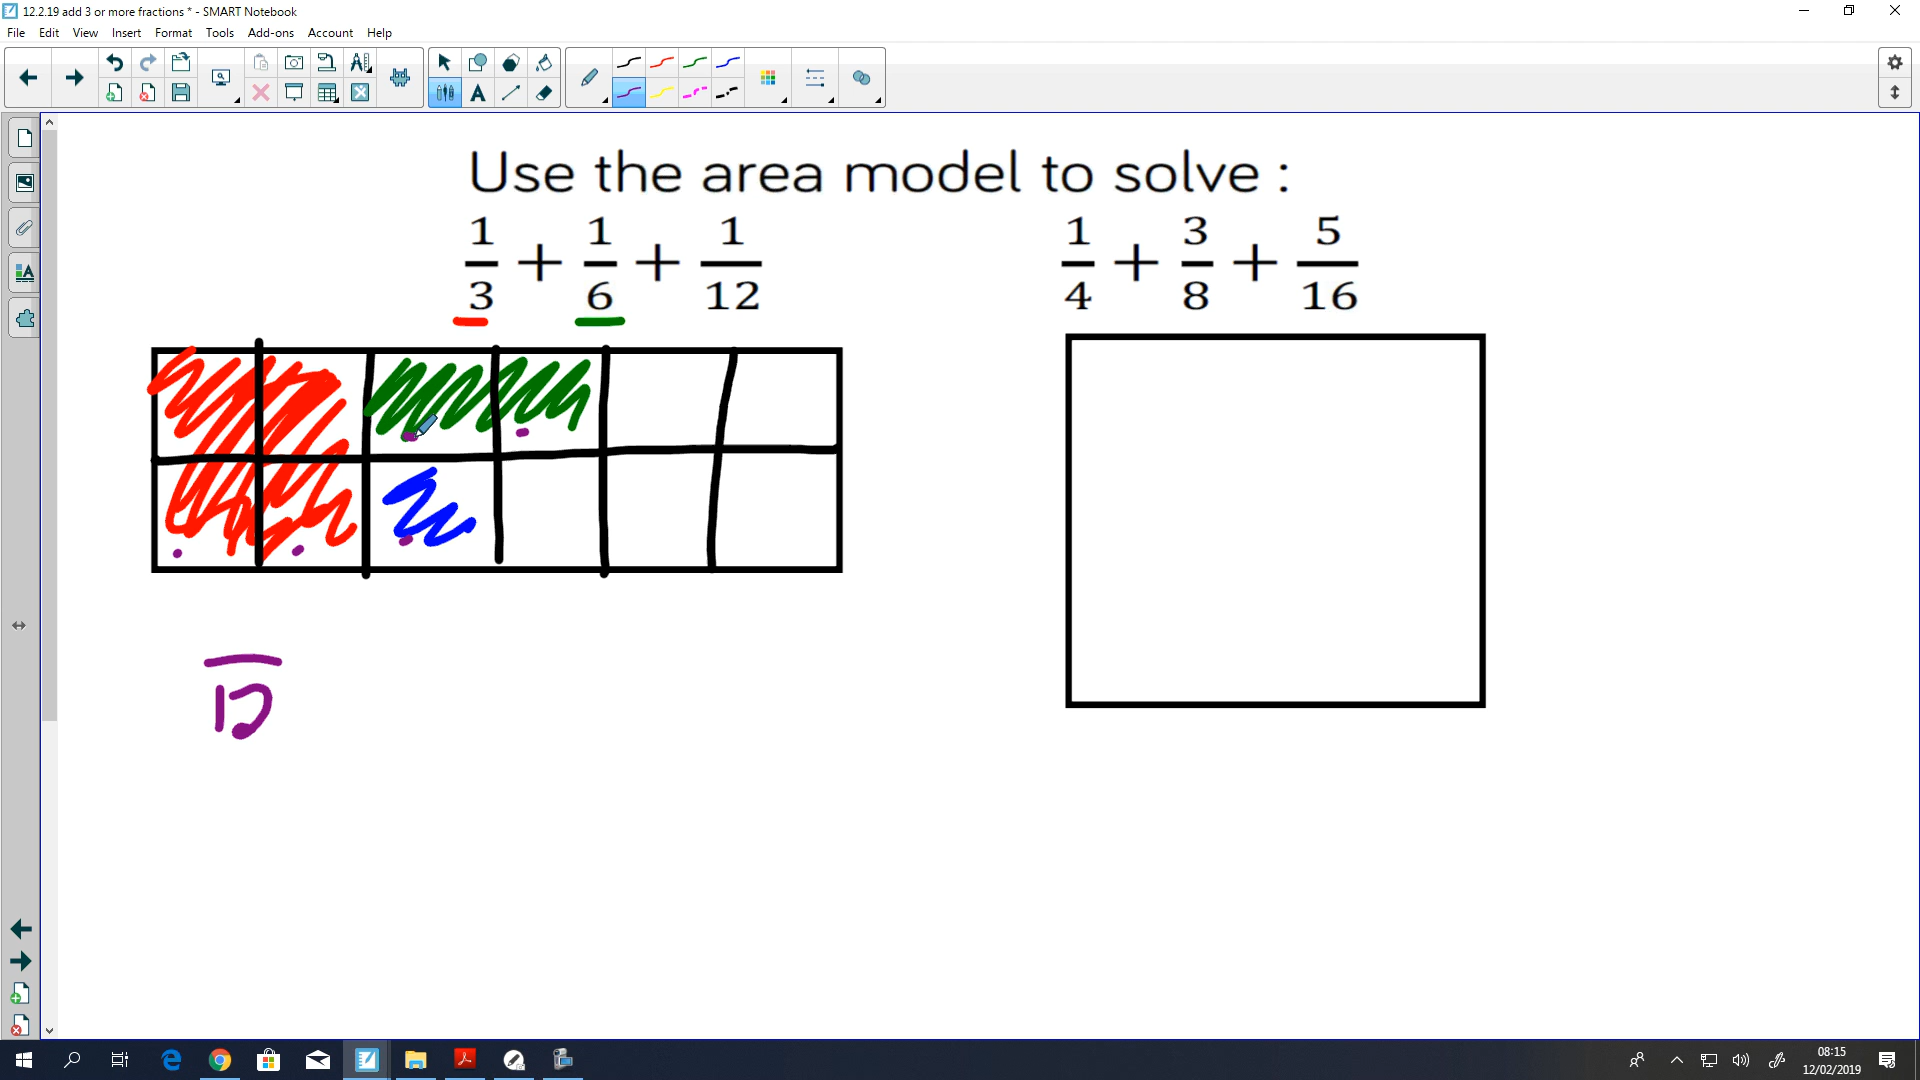 12.2.19 add 3 or more fractions * - SMART Notebook
File Edit View Insert Format Tools Add-ons Account Help
Use the area model to solve :
1/3 + 1/6 + 1/12
1/4 + 3/8 + 5/16
12
08:15
12/02/2019